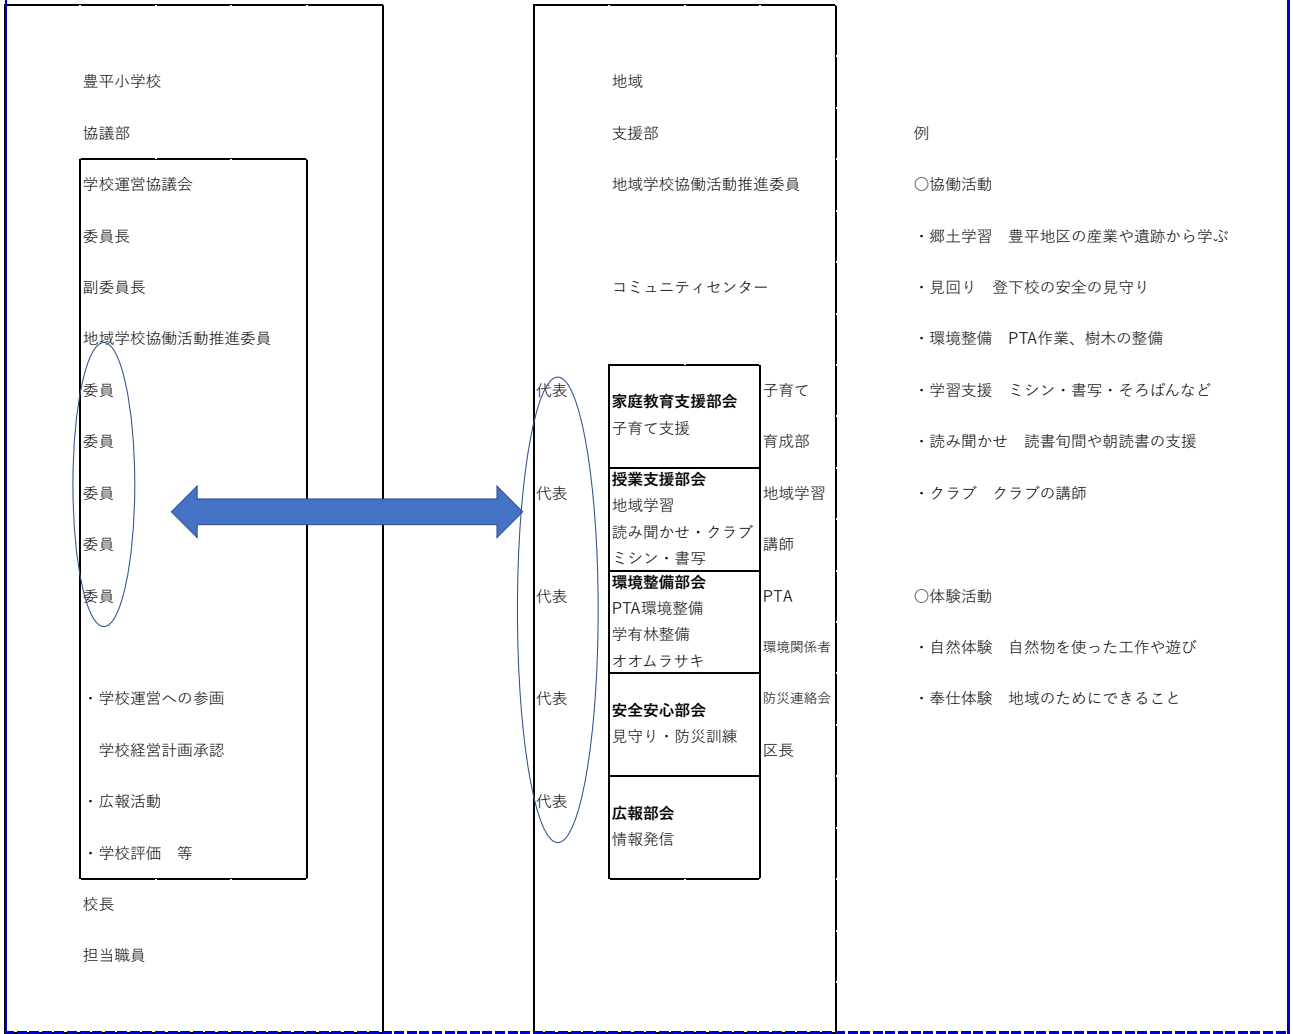 豊平小学校
協議部
学校運営協議会
委員長
副委員長
地域学校協働活動推進委員
委員
委員
委員
委員
委員
・学校運営への参画
学校経営計画承認
・広報活動
・学校評価　等
校長
担当職員
地域
支援部
地域学校協働活動推進委員
コミュニティセンター
代表
家庭教育支援部会
子育て支援
子育て
育成部
代表
授業支援部会
地域学習
読み聞かせ・クラブ
ミシン・書写
地域学習
講師
代表
環境整備部会
PTA環境整備
学有林整備
オオムラサキ
PTA
環境関係者
代表
安全安心部会
見守り・防災訓練
防災連絡会
区長
代表
広報部会
情報発信
例
〇協働活動
・郷土学習　豊平地区の産業や遺跡から学ぶ
・見回り　登下校の安全の見守り
・環境整備　PTA作業、樹木の整備
・学習支援　ミシン・書写・そろばんなど
・読み聞かせ　読書旬間や朝読書の支援
・クラブ　クラブの講師
〇体験活動
・自然体験　自然物を使った工作や遊び
・奉仕体験　地域のためにできること